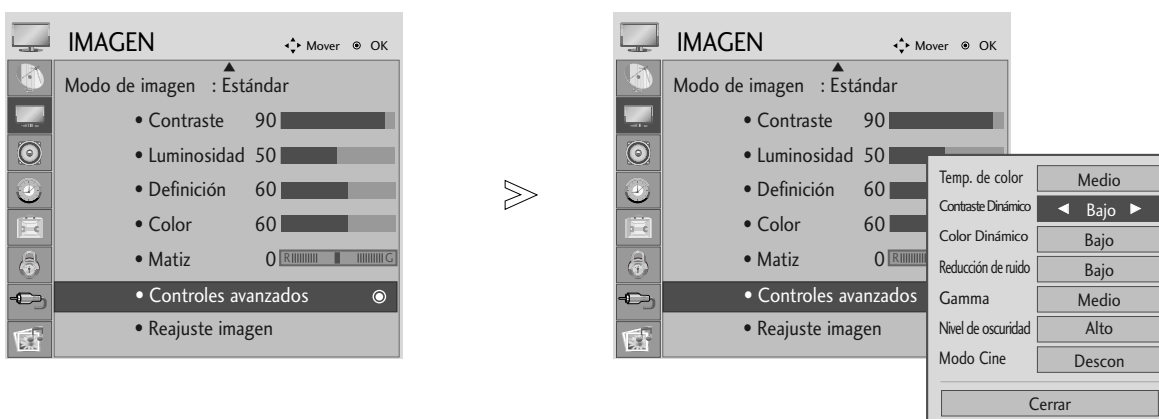 IMAGEN Mover OK
Modo de imagen : Estándar
• Contraste 90
• Luminosidad 50
• Definición 60
• Color 60
• Matiz 0 R G
• Controles avanzados
• Reajuste imagen
IMAGEN Mover OK
Modo de imagen : Estándar
• Contraste 90
• Luminosidad 50
• Definición 60
• Color 60
• Matiz 0 R
• Controles avanzados
• Reajuste imagen
Temp. de color Medio
Contraste Dinámico ◄ Bajo ►
Color Dinámico Bajo
Reducción de ruido Bajo
Gamma Medio
Nivel de oscuridad Alto
Modo Cine Descon
Cerrar